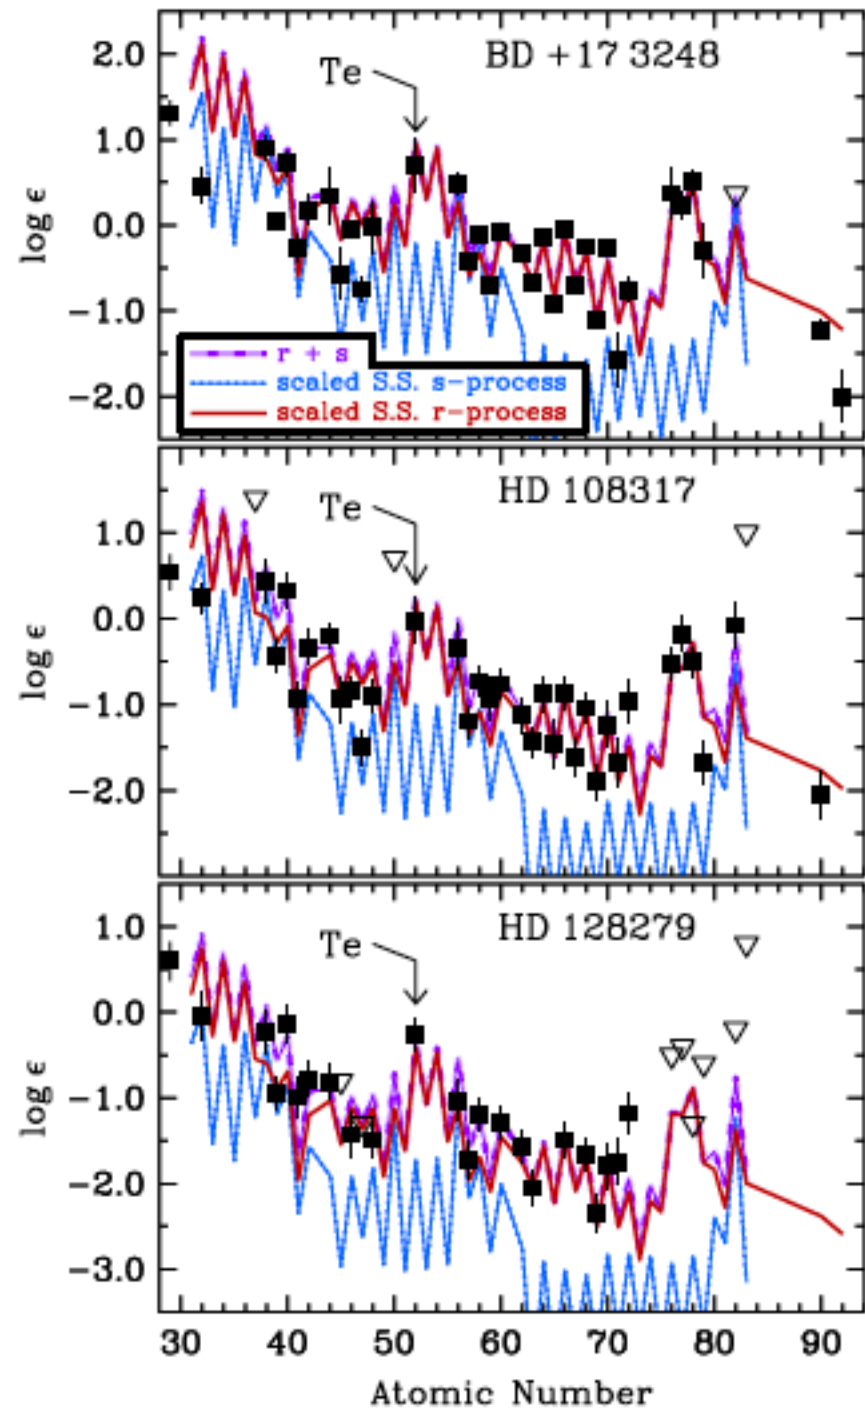 BD +17 3248
Te
2.0
1.0
0.0
−1.0
−2.0
log ϵ
r + s
scaled S.S. s−process
scaled S.S. r−process
HD 108317
Te
1.0
0.0
−1.0
−2.0
log ϵ
HD 128279
Te
1.0
0.0
−1.0
−2.0
−3.0
log ϵ
30 40 50 60 70 80 90
Atomic Number